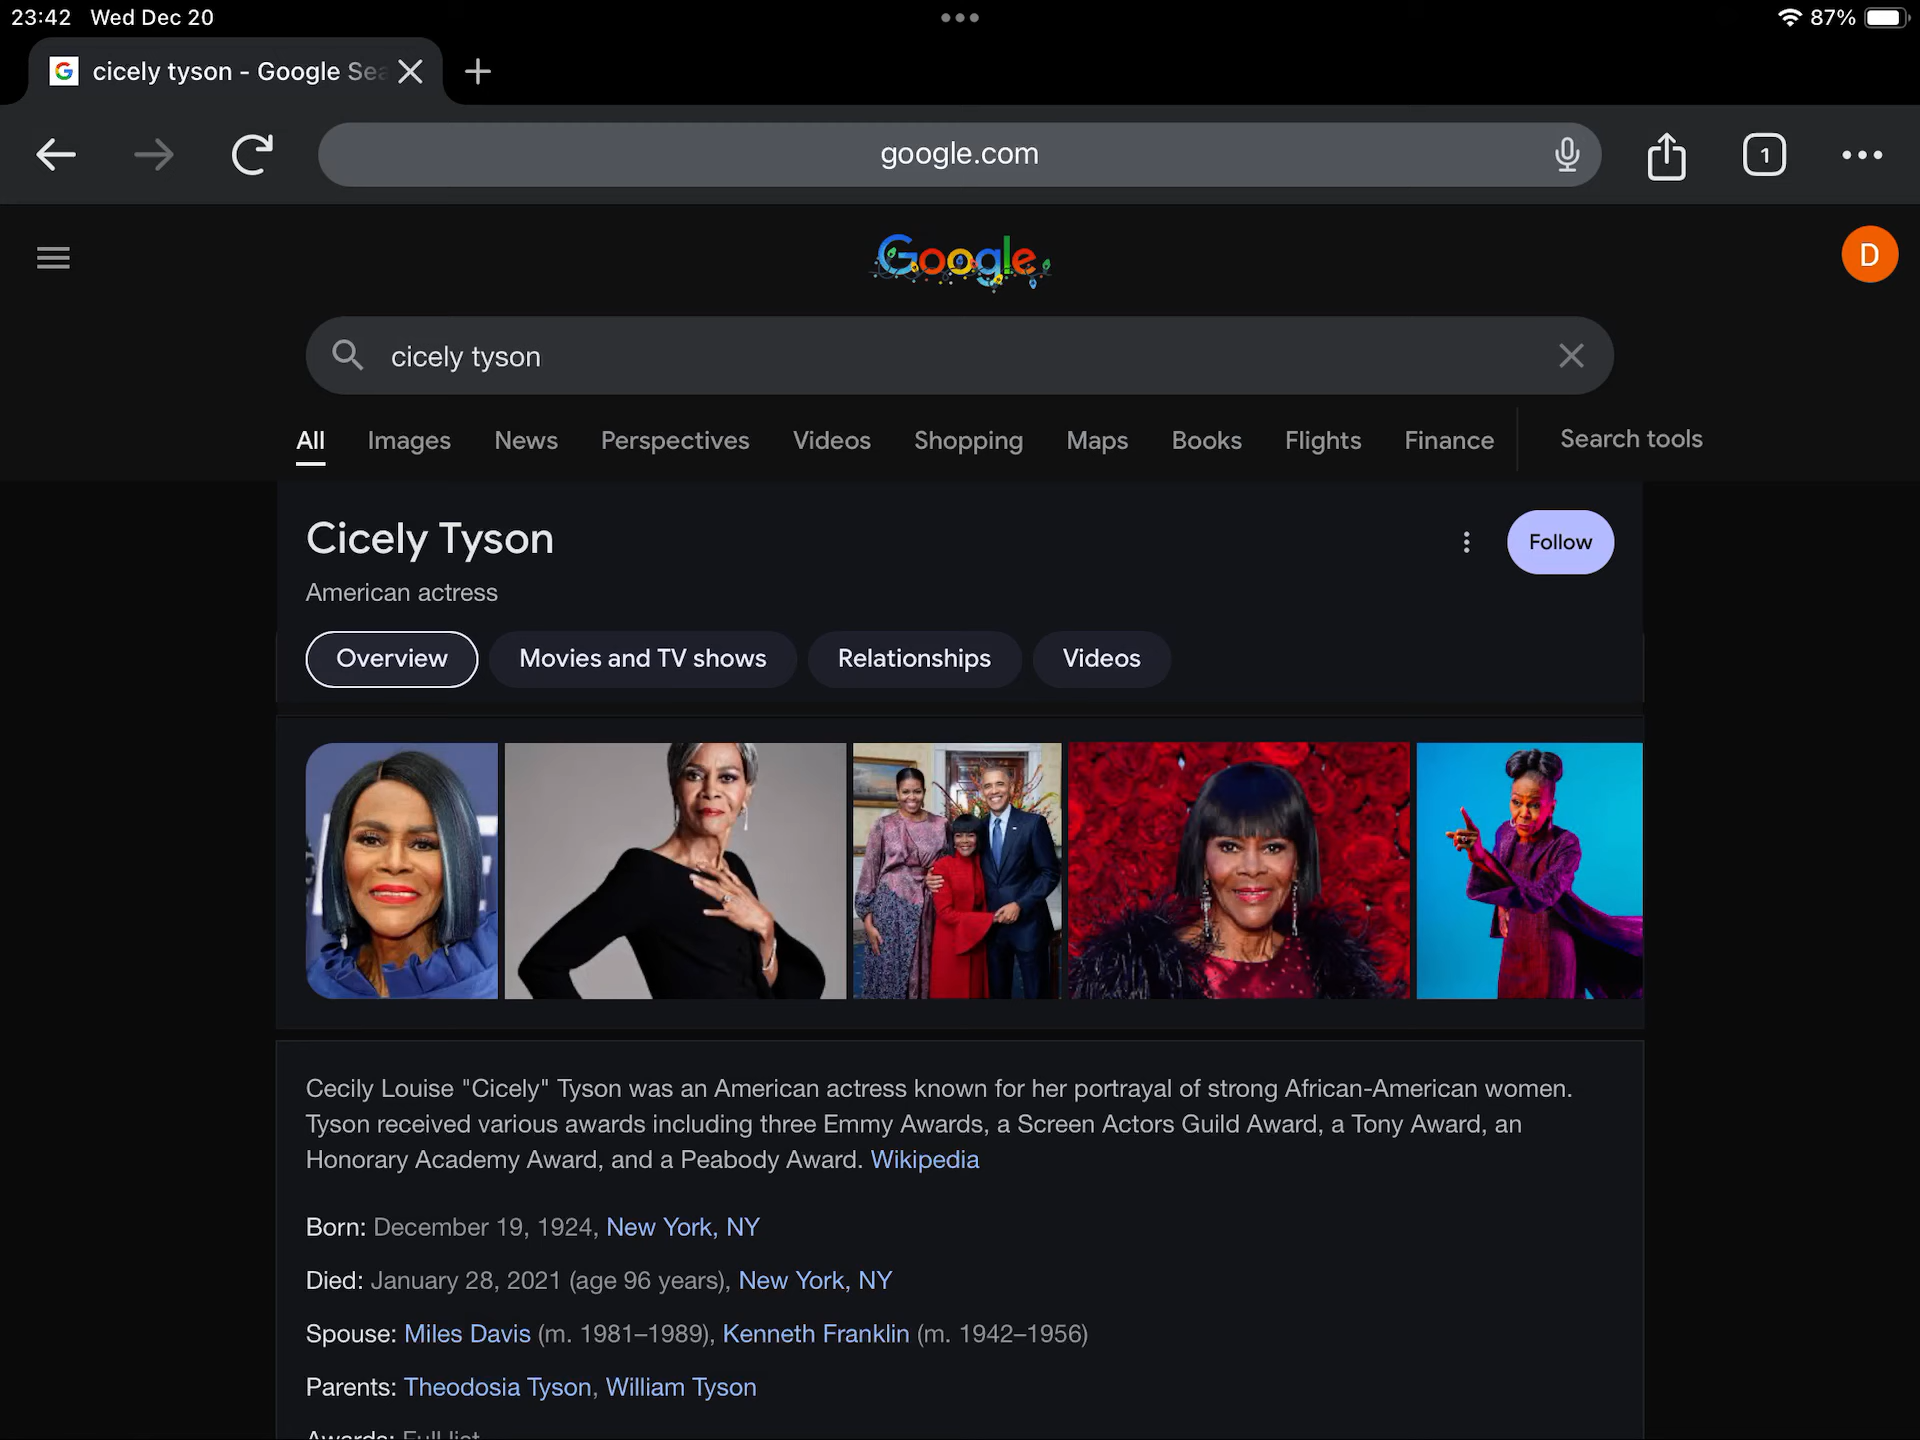 23:42 Wed Dec 20
87%
cicely tyson - Google Sea
google.com
1
Google
D
cicely tyson
All Images News Perspectives Videos Shopping Maps Books Flights Finance Search tools
Cicely Tyson
Follow
American actress
Overview Movies and TV shows Relationships Videos
Cecily Louise "Cicely" Tyson was an American actress known for her portrayal of strong African-American women.
Tyson received various awards including three Emmy Awards, a Screen Actors Guild Award, a Tony Award, an
Honorary Academy Award, and a Peabody Award. Wikipedia
Born: December 19, 1924, New York, NY
Died: January 28, 2021 (age 96 years), New York, NY
Spouse: Miles Davis (m. 1981–1989), Kenneth Franklin (m. 1942–1956)
Parents: Theodosia Tyson, William Tyson
Awards: Full list